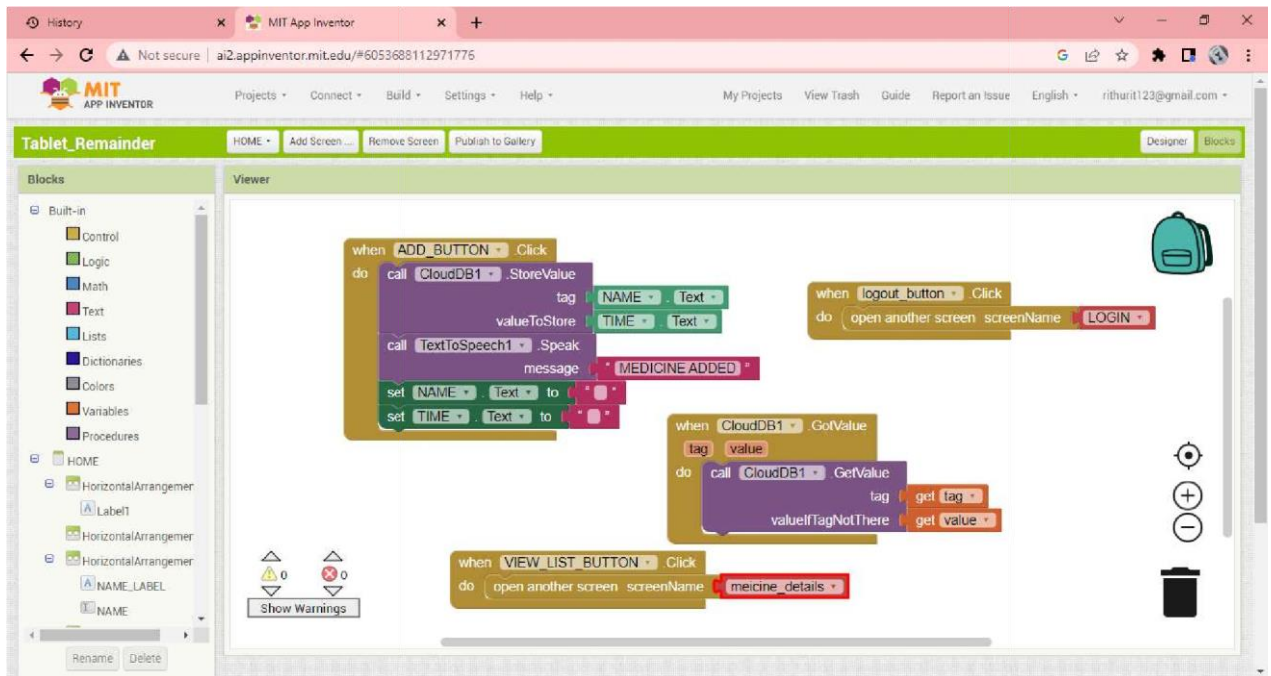 History
MIT App Inventor
Not secure | ai2.appinventor.mit.edu/#6053688112971776
MIT
APP INVENTOR
Projects Connect Build Settings Help My Projects View Trash Guide Report an Issue English rithurit123@gmail.com
Tablet_Remainder HOME Add Screen ... Remove Screen Publish to Gallery Designer Blocks
Blocks
Viewer
Built-in
Control
Logic
Math
Text
Lists
Dictionaries
Colors
Variables
Procedures
HOME
HorizontalArrangemer
Label1
HorizontalArrangemer
HorizontalArrangemer
NAME_LABEL
NAME
Rename Delete
when ADD_BUTTON .Click
do call CloudDB1 .StoreValue
tag NAME . Text
valueToStore TIME . Text
call TextToSpeech1 .Speak
message " MEDICINE ADDED "
set NAME . Text to " "
set TIME . Text to " "
when logout_button .Click
do open another screen screenName LOGIN
when CloudDB1 .GotValue
tag value
do call CloudDB1 .GetValue
tag get tag
valueIfTagNotThere get value
when VIEW_LIST_BUTTON .Click
do open another screen screenName meicine_details
0 0
Show Warnings